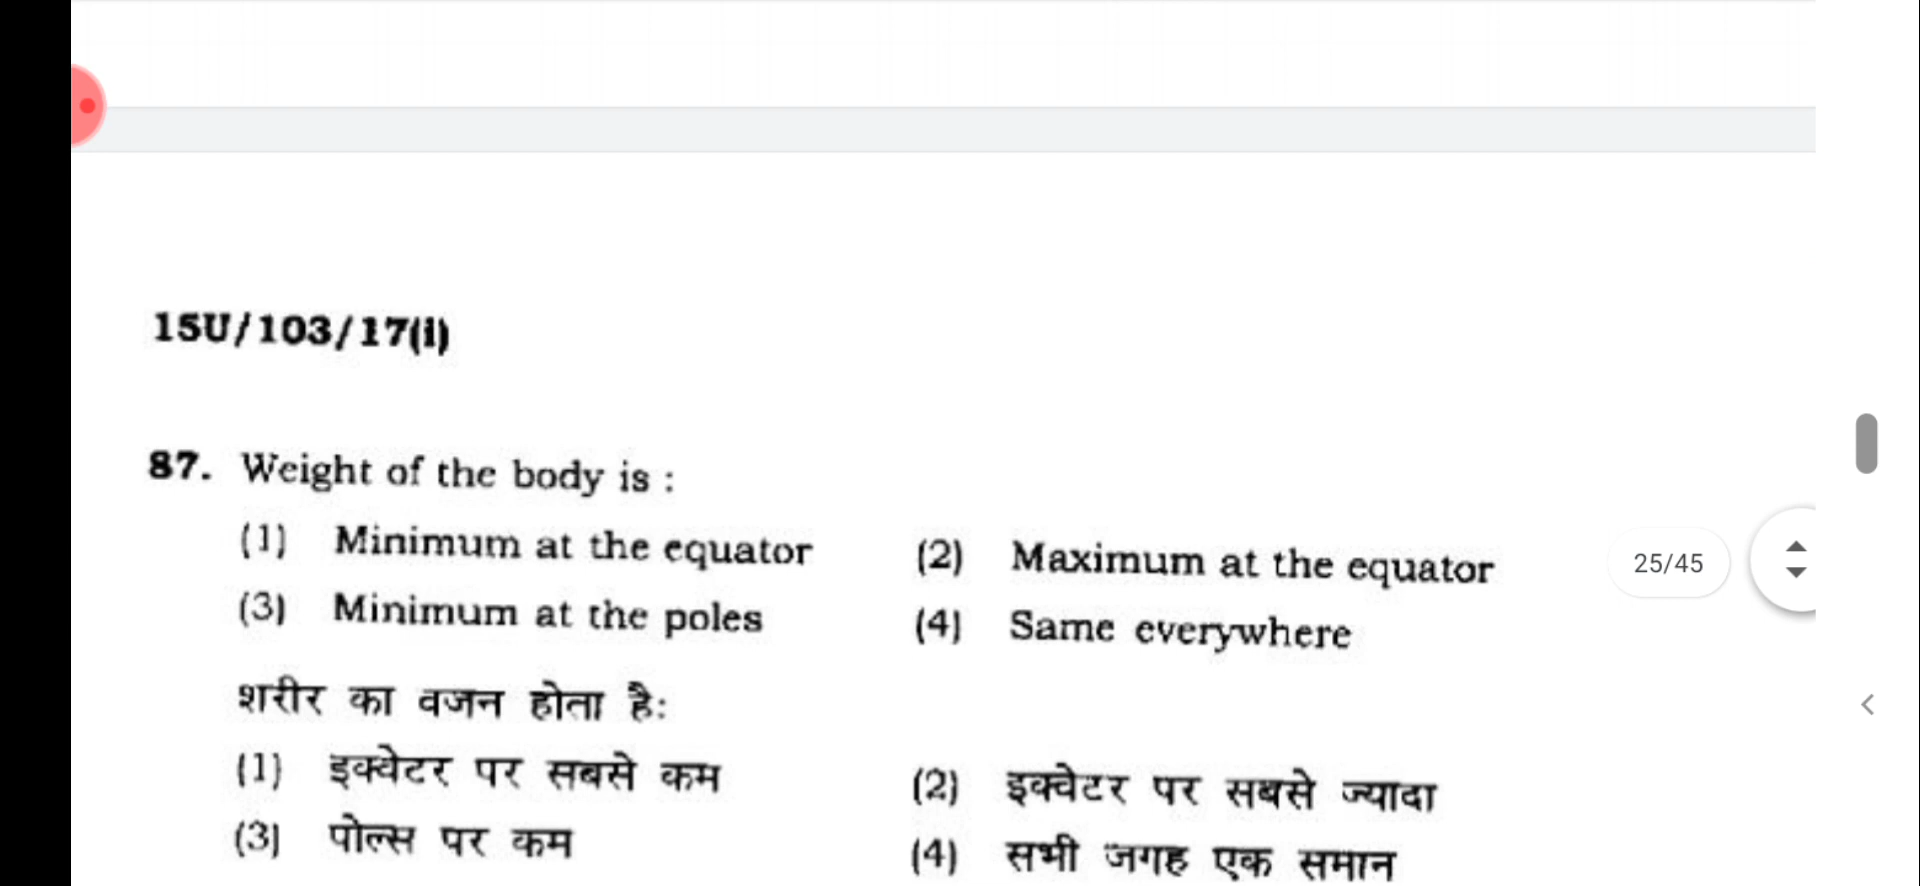 15U/103/17(i)
87. Weight of the body is :
(1) Minimum at the equator (2) Maximum at the equator
(3) Minimum at the poles (4) Same everywhere
शरीर का वजन होता है:
(1) इक्वेटर पर सबसे कम (2) इक्वेटर पर सबसे ज्यादा
(3) पोल्स पर कम (4) सभी जगह एक समान
25/45